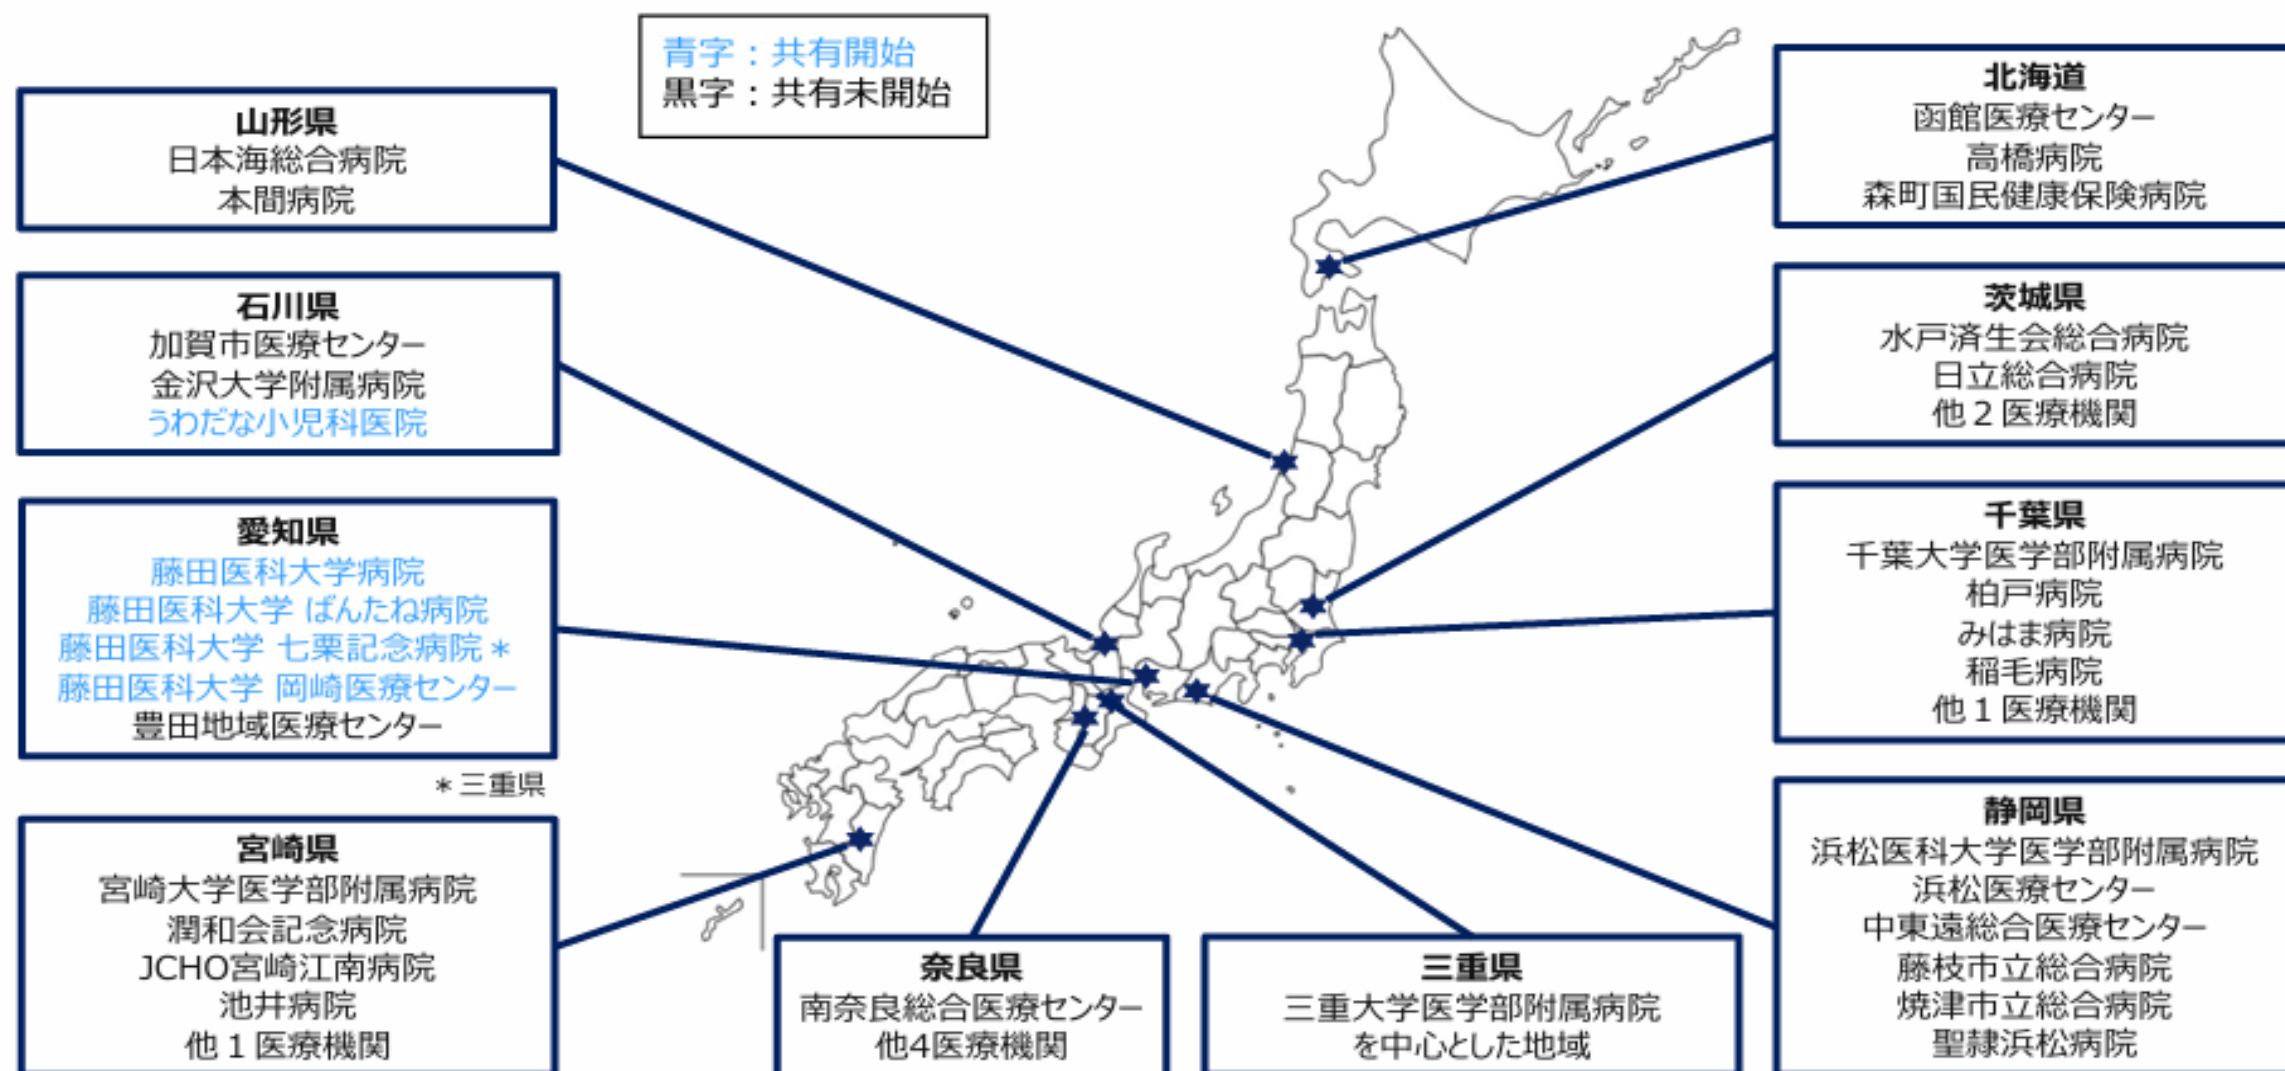 青字：共有開始
黒字：共有未開始
山形県
日本海総合病院
本間病院
石川県
加賀市医療センター
金沢大学附属病院
うわだな小児科医院
愛知県
藤田医科大学病院
藤田医科大学 ばんたね病院
藤田医科大学 七栗記念病院＊
藤田医科大学 岡崎医療センター
豊田地域医療センター
＊三重県
宮崎県
宮崎大学医学部附属病院
潤和会記念病院
JCHO宮崎江南病院
池井病院
他１医療機関
奈良県
南奈良総合医療センター
他4医療機関
三重県
三重大学医学部附属病院
を中心とした地域
北海道
函館医療センター
高橋病院
森町国民健康保険病院
茨城県
水戸済生会総合病院
日立総合病院
他２医療機関
千葉県
千葉大学医学部附属病院
柏戸病院
みはま病院
稲毛病院
他１医療機関
静岡県
浜松医科大学医学部附属病院
浜松医療センター
中東遠総合医療センター
藤枝市立総合病院
焼津市立総合病院
聖隷浜松病院